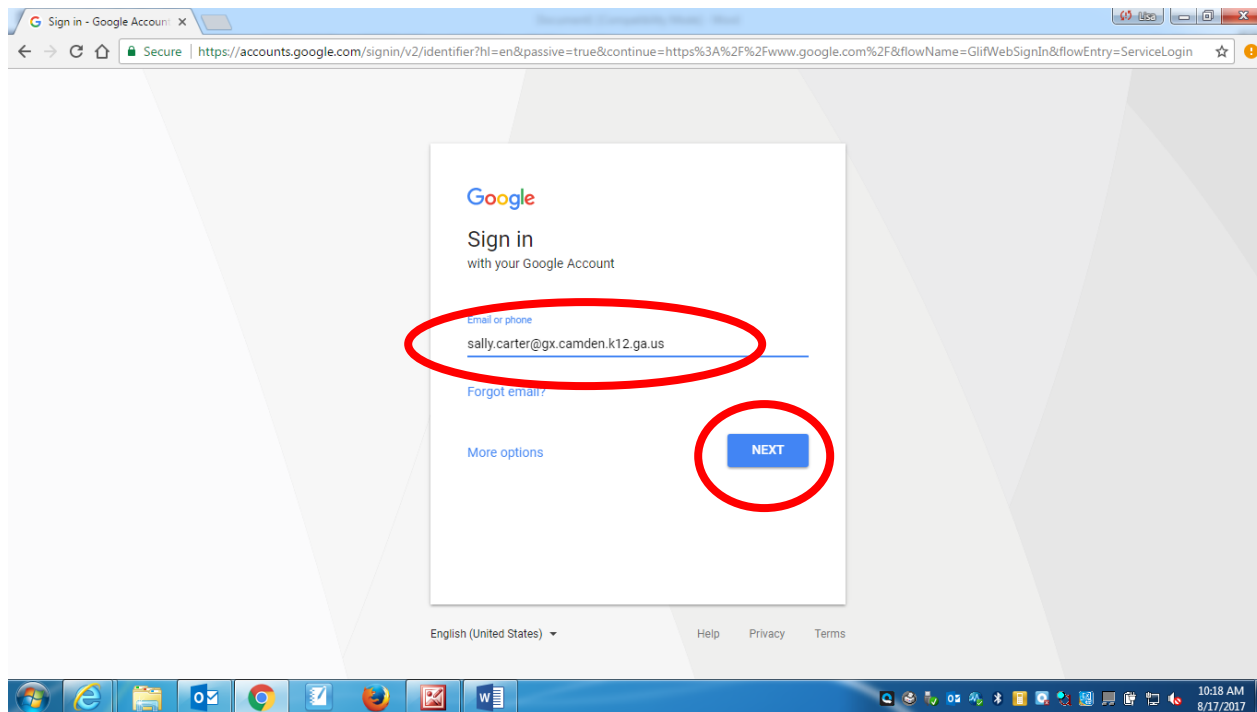 Sign in - Google Account
Secure | https://accounts.google.com/signin/v2/identifier?hl=en&passive=true&continue=https%3A%2F%2Fwww.google.com%2F&flowName=GlifWebSignIn&flowEntry=ServiceLogin
Google
Sign in
with your Google Account
Email or phone
sally.carter@gx.camden.k12.ga.us
Forgot email?
More options
NEXT
English (United States)
Help Privacy Terms
10:18 AM
8/17/2017